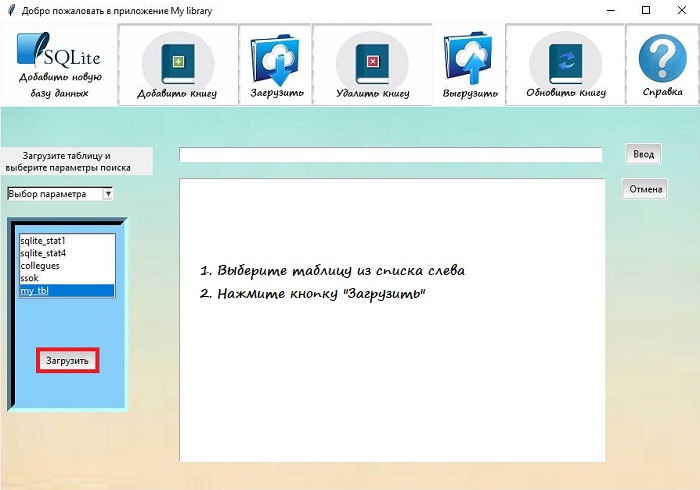 Добро пожаловать в приложение My library
SQLite
Добавить новую
базу данных
Добавить книгу
Загрузить
Удалить книгу
Выгрузить
Обновить книгу
Справка
Загрузите таблицу и
выберите параметры поиска
Ввод
Выбор параметра
Отмена
sqlite_stat1
sqlite_stat4
collegues
ssok
my_tbl
1. Выберите таблицу из списка слева
2. Нажмите кнопку "Загрузить"
Загрузить